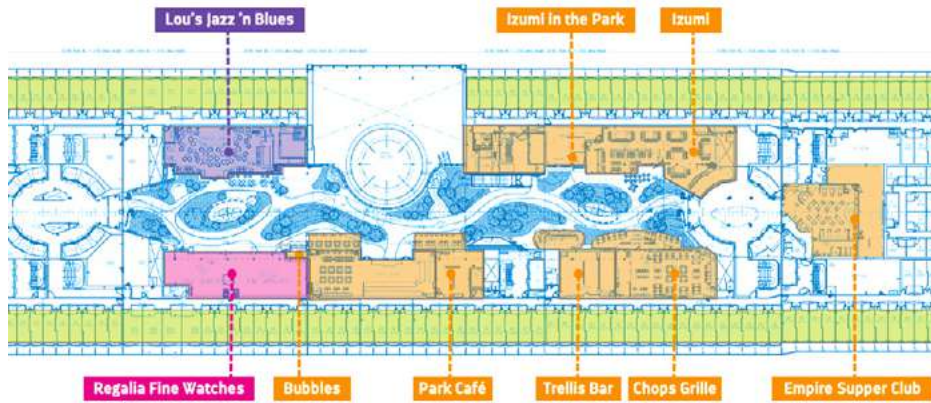 Lou's Jazz 'n Blues
Izumi in the Park
Izumi
Regalia Fine Watches
Bubbles
Park Café
Trellis Bar
Chops Grille
Empire Supper Club